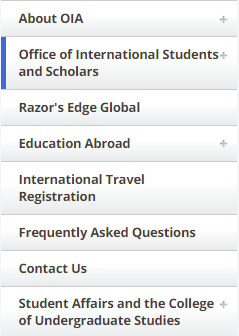 About OIA
Office of International Students
and Scholars
Razor's Edge Global
Education Abroad
International Travel
Registration
Frequently Asked Questions
Contact Us
Student Affairs and the College
of Undergraduate Studies